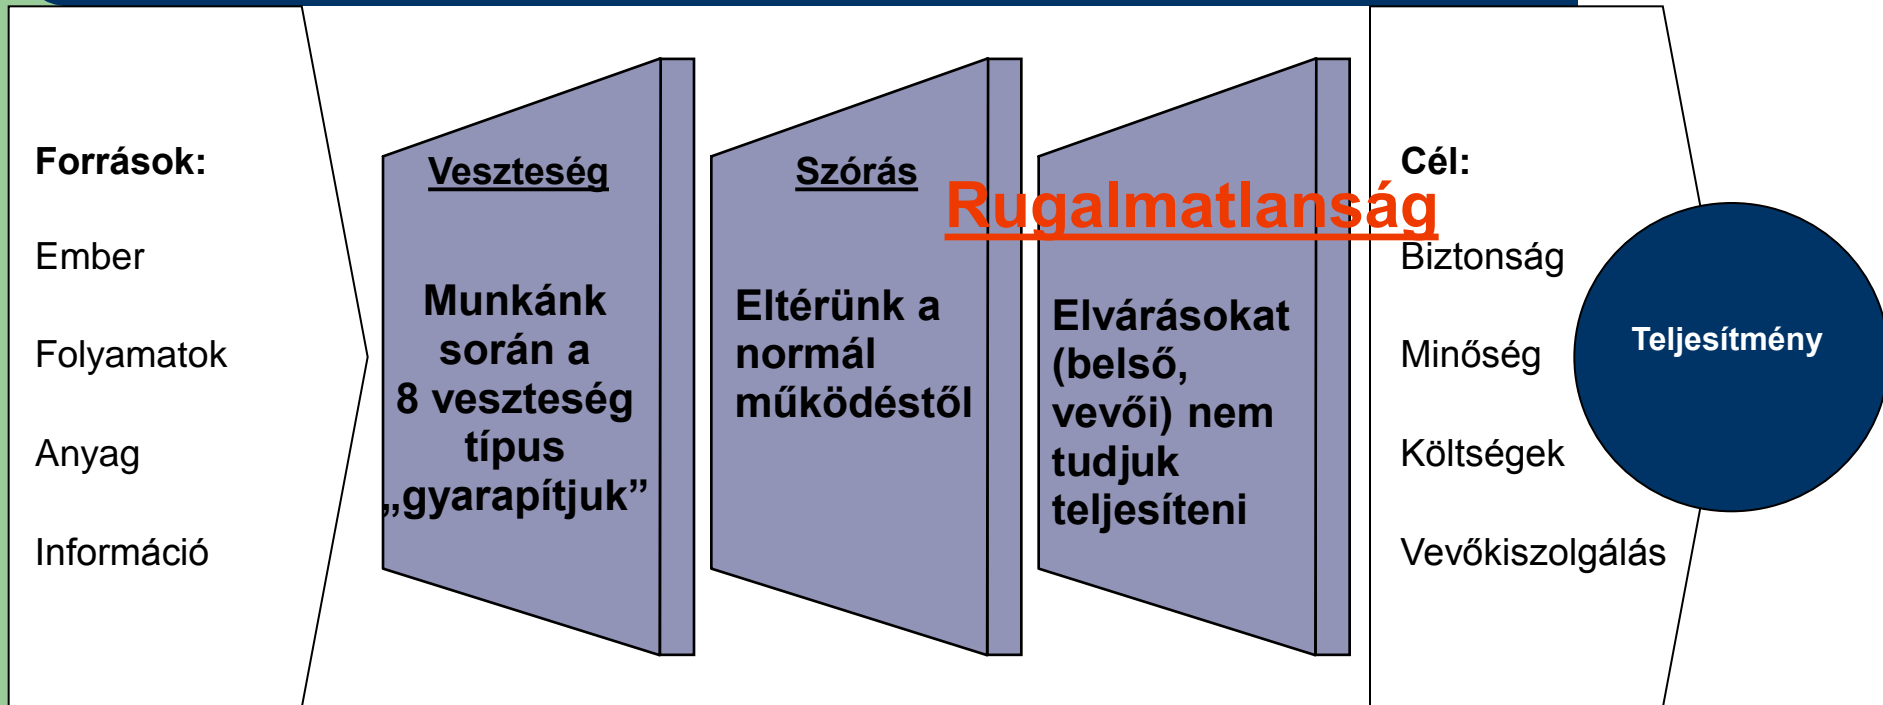 Források:
Ember
Folyamatok
Anyag
Információ
Veszteség
Munkánk
során a
8 veszteség
típus
„gyarapítjuk”
Szórás
Eltérünk a
normál
működéstől
Rugalmatlanság
Elvárásokat
(belső,
vevői) nem
tudjuk
teljesíteni
Cél:
Biztonság
Minőség
Költségek
Vevőkiszolgálás
Teljesítmény